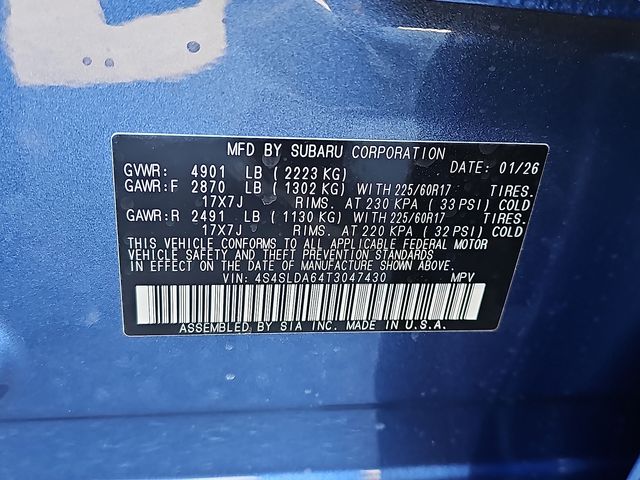 MFD BY SUBARU CORPORATION
GVWR: 4901 LB (2223 KG) DATE: 01/26
GAWR:F 2870 LB (1302 KG) WITH 225/60R17 TIRES.
17X7J RIMS. AT 230 KPA (33 PSI) COLD
GAWR:R 2491 LB (1130 KG) WITH 225/60R17 TIRES.
17X7J RIMS. AT 220 KPA (32 PSI) COLD
THIS VEHICLE CONFORMS TO ALL APPLICABLE FEDERAL MOTOR
VEHICLE SAFETY AND THEFT PREVENTION STANDARDS
IN EFFECT ON THE DATE OF MANUFACTURE SHOWN ABOVE.
VIN: 4S4SLDA64T3047430 MPV
ASSEMBLED BY SIA INC. MADE IN U.S.A.